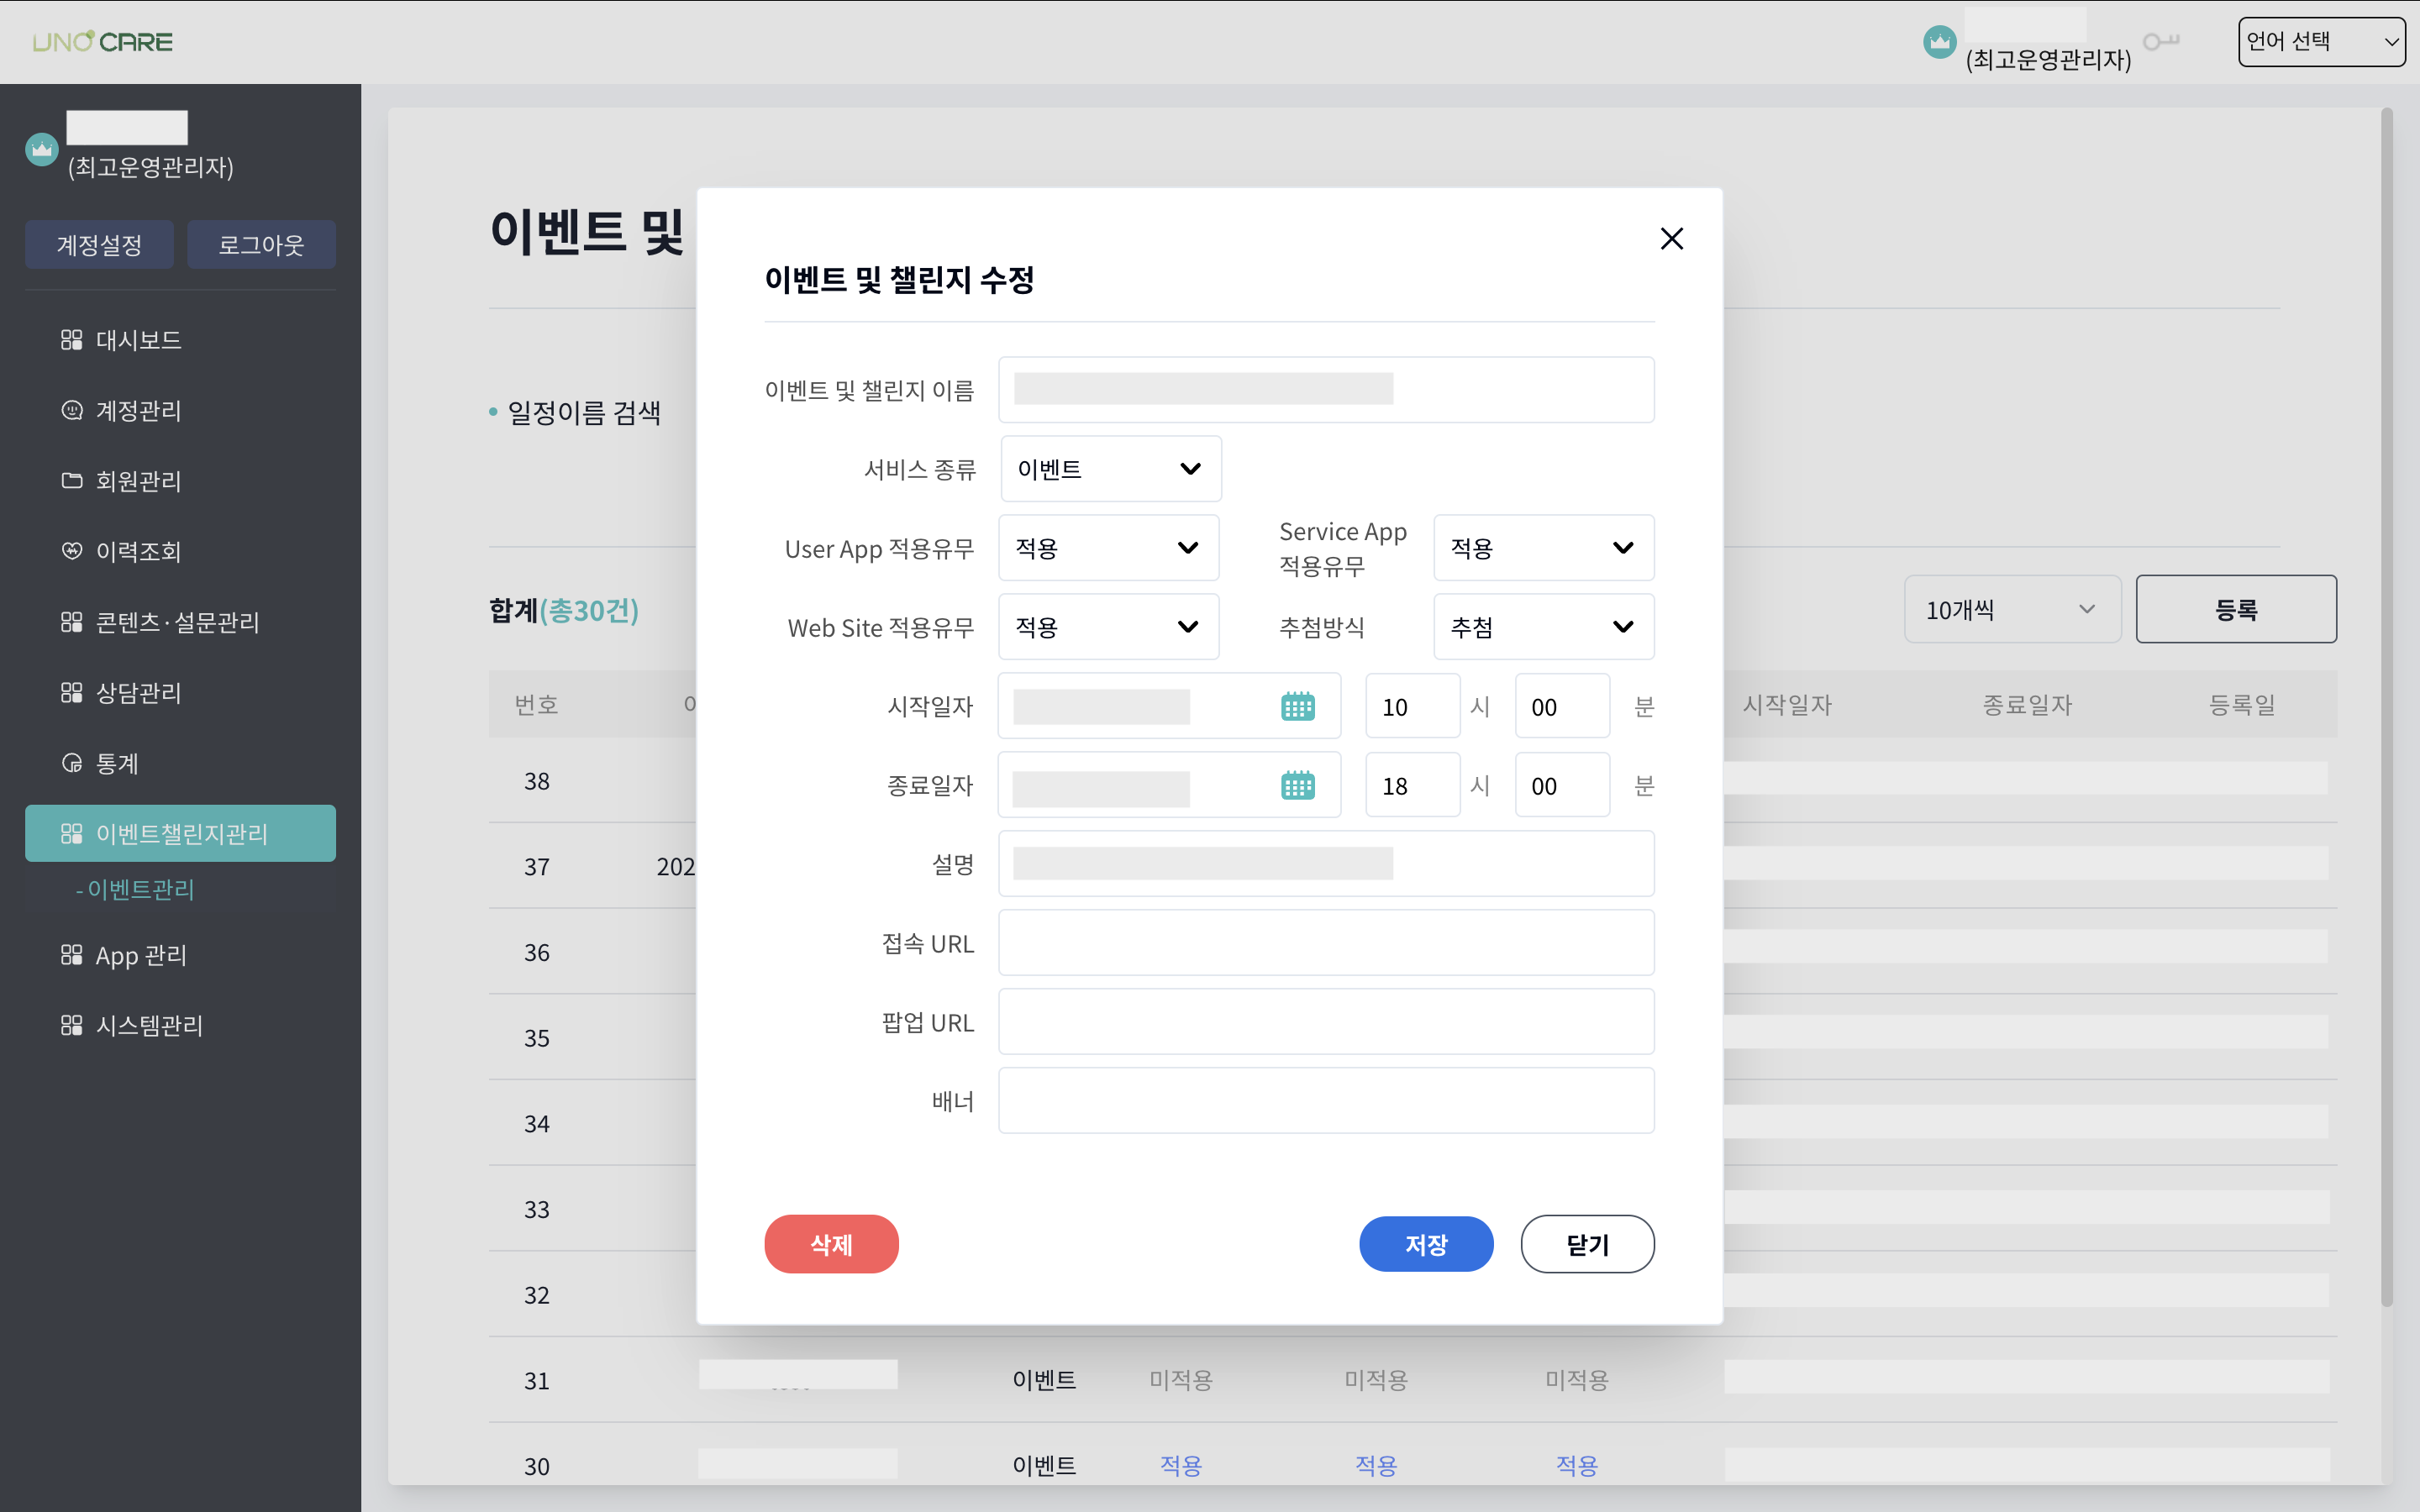 UNO CARE
(최고운영관리자)
언어 선택
(최고운영관리자)
계정설정
로그아웃
대시보드
계정관리
회원관리
이력조회
콘텐츠·설문관리
상담관리
통계
이벤트챌린지관리
- 이벤트관리
App 관리
시스템관리
이벤트 및
일정이름 검색
합계(총30건)
10개씩
등록
번호
시작일자
종료일자
등록일
38
37
202
36
35
34
33
32
31
이벤트
미적용
미적용
미적용
30
이벤트
적용
적용
적용
이벤트 및 챌린지 수정
이벤트 및 챌린지 이름
서비스 종류
이벤트
User App 적용유무
적용
Service App
적용유무
적용
Web Site 적용유무
적용
추첨방식
추첨
시작일자
10
시
00
분
종료일자
18
시
00
분
설명
접속 URL
팝업 URL
배너
삭제
저장
닫기